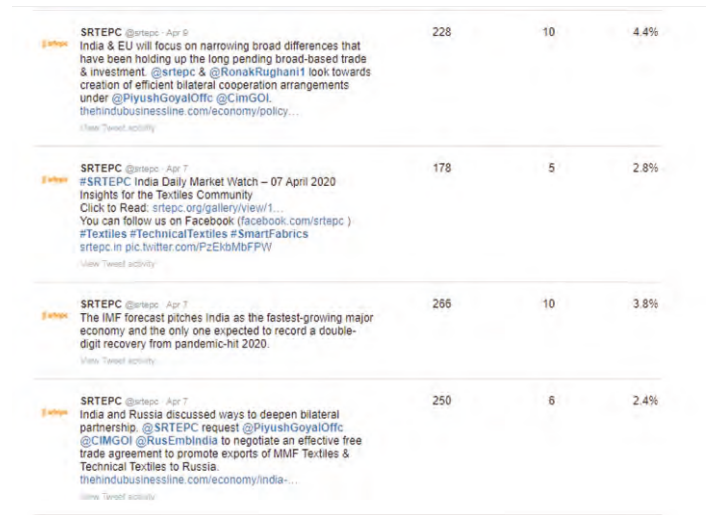 SRTEPC @srtepc · Apr 9 228 10 4.4%
srtepc
India & EU will focus on narrowing broad differences that
have been holding up the long pending broad-based trade
& investment. @srtepc & @RonakRughani1 look towards
creation of efficient bilateral cooperation arrangements
under @PiyushGoyalOffc @CimGOI.
thehindubusinessline.com/economy/policy…
View Tweet activity
SRTEPC @srtepc · Apr 7 178 5 2.8%
srtepc
#SRTEPC India Daily Market Watch – 07 April 2020
Insights for the Textiles Community
Click to Read: srtepc.org/gallery/view/1…
You can follow us on Facebook (facebook.com/srtepc )
#Textiles #TechnicalTextiles #SmartFabrics
srtepc.in pic.twitter.com/PzEkbMbFPW
View Tweet activity
SRTEPC @srtepc · Apr 7 266 10 3.8%
srtepc
The IMF forecast pitches India as the fastest-growing major
economy and the only one expected to record a double-
digit recovery from pandemic-hit 2020.
View Tweet activity
SRTEPC @srtepc · Apr 7 250 6 2.4%
srtepc
India and Russia discussed ways to deepen bilateral
partnership. @SRTEPC request @PiyushGoyalOffc
@CIMGOI @RusEmbIndia to negotiate an effective free
trade agreement to promote exports of MMF Textiles &
Technical Textiles to Russia.
thehindubusinessline.com/economy/india-…
View Tweet activity